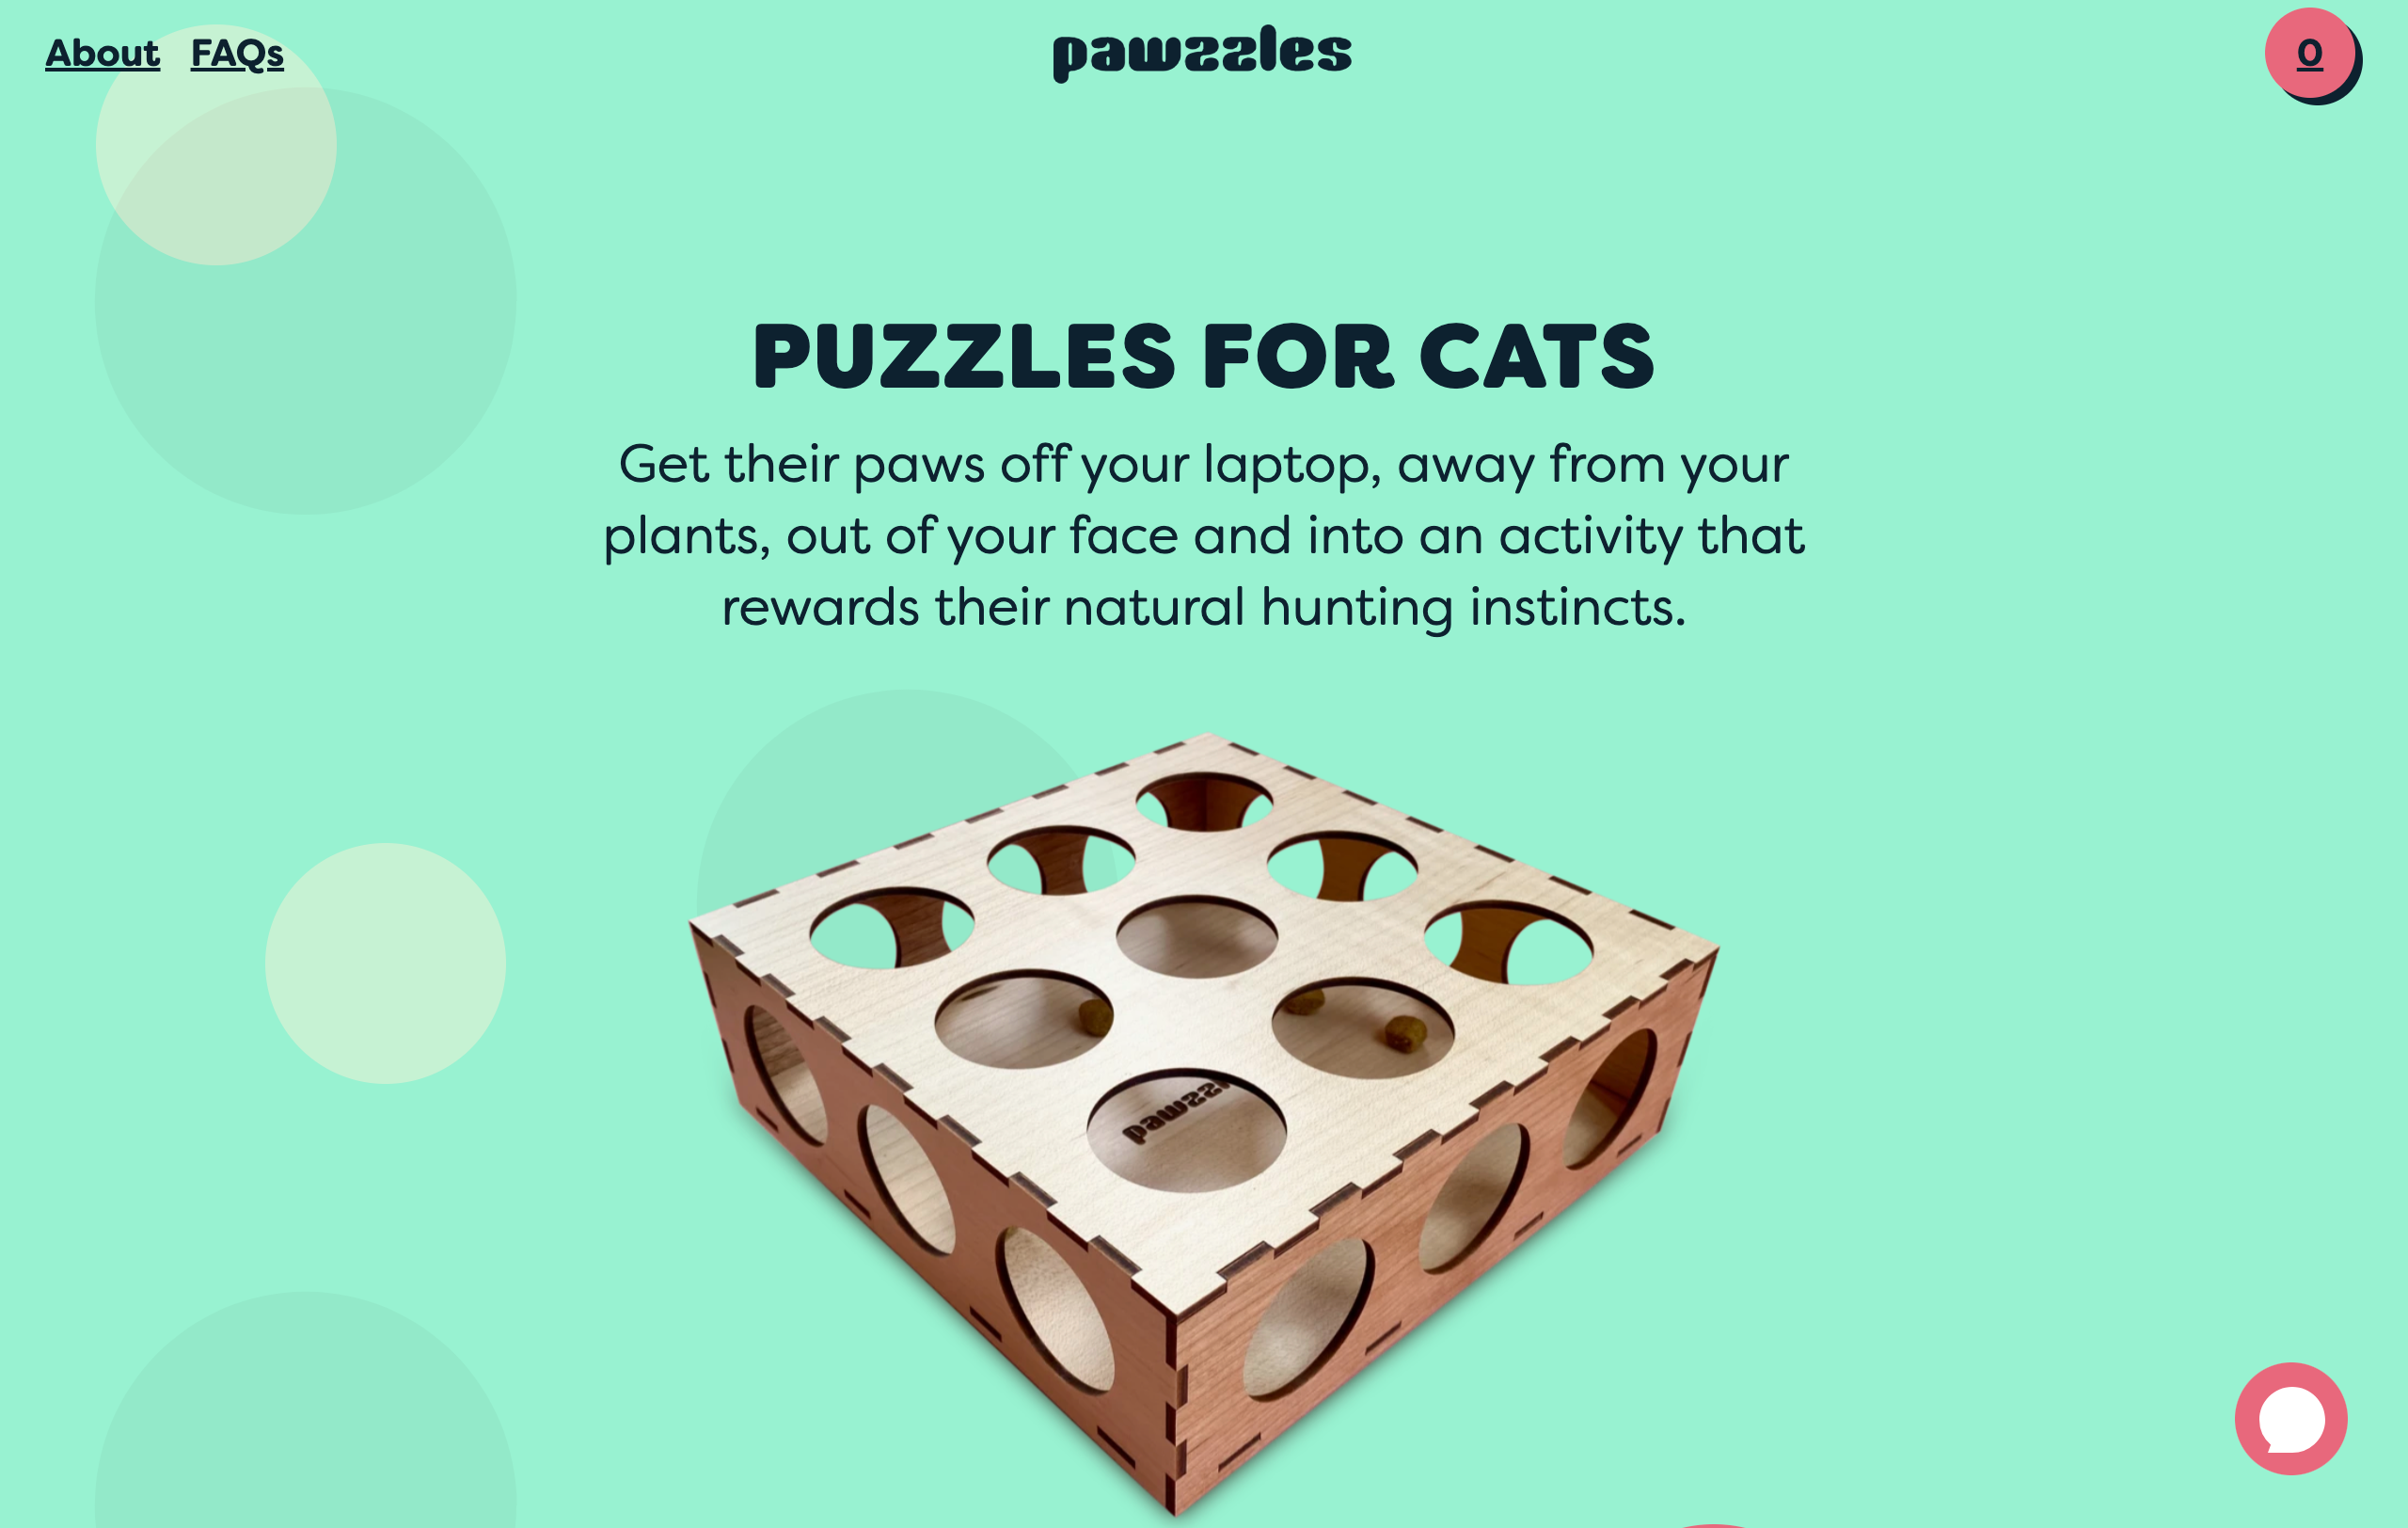 About FAQs pawzzles 0
PUZZLES FOR CATS
Get their paws off your laptop, away from your
plants, out of your face and into an activity that
rewards their natural hunting instincts.
pawzz